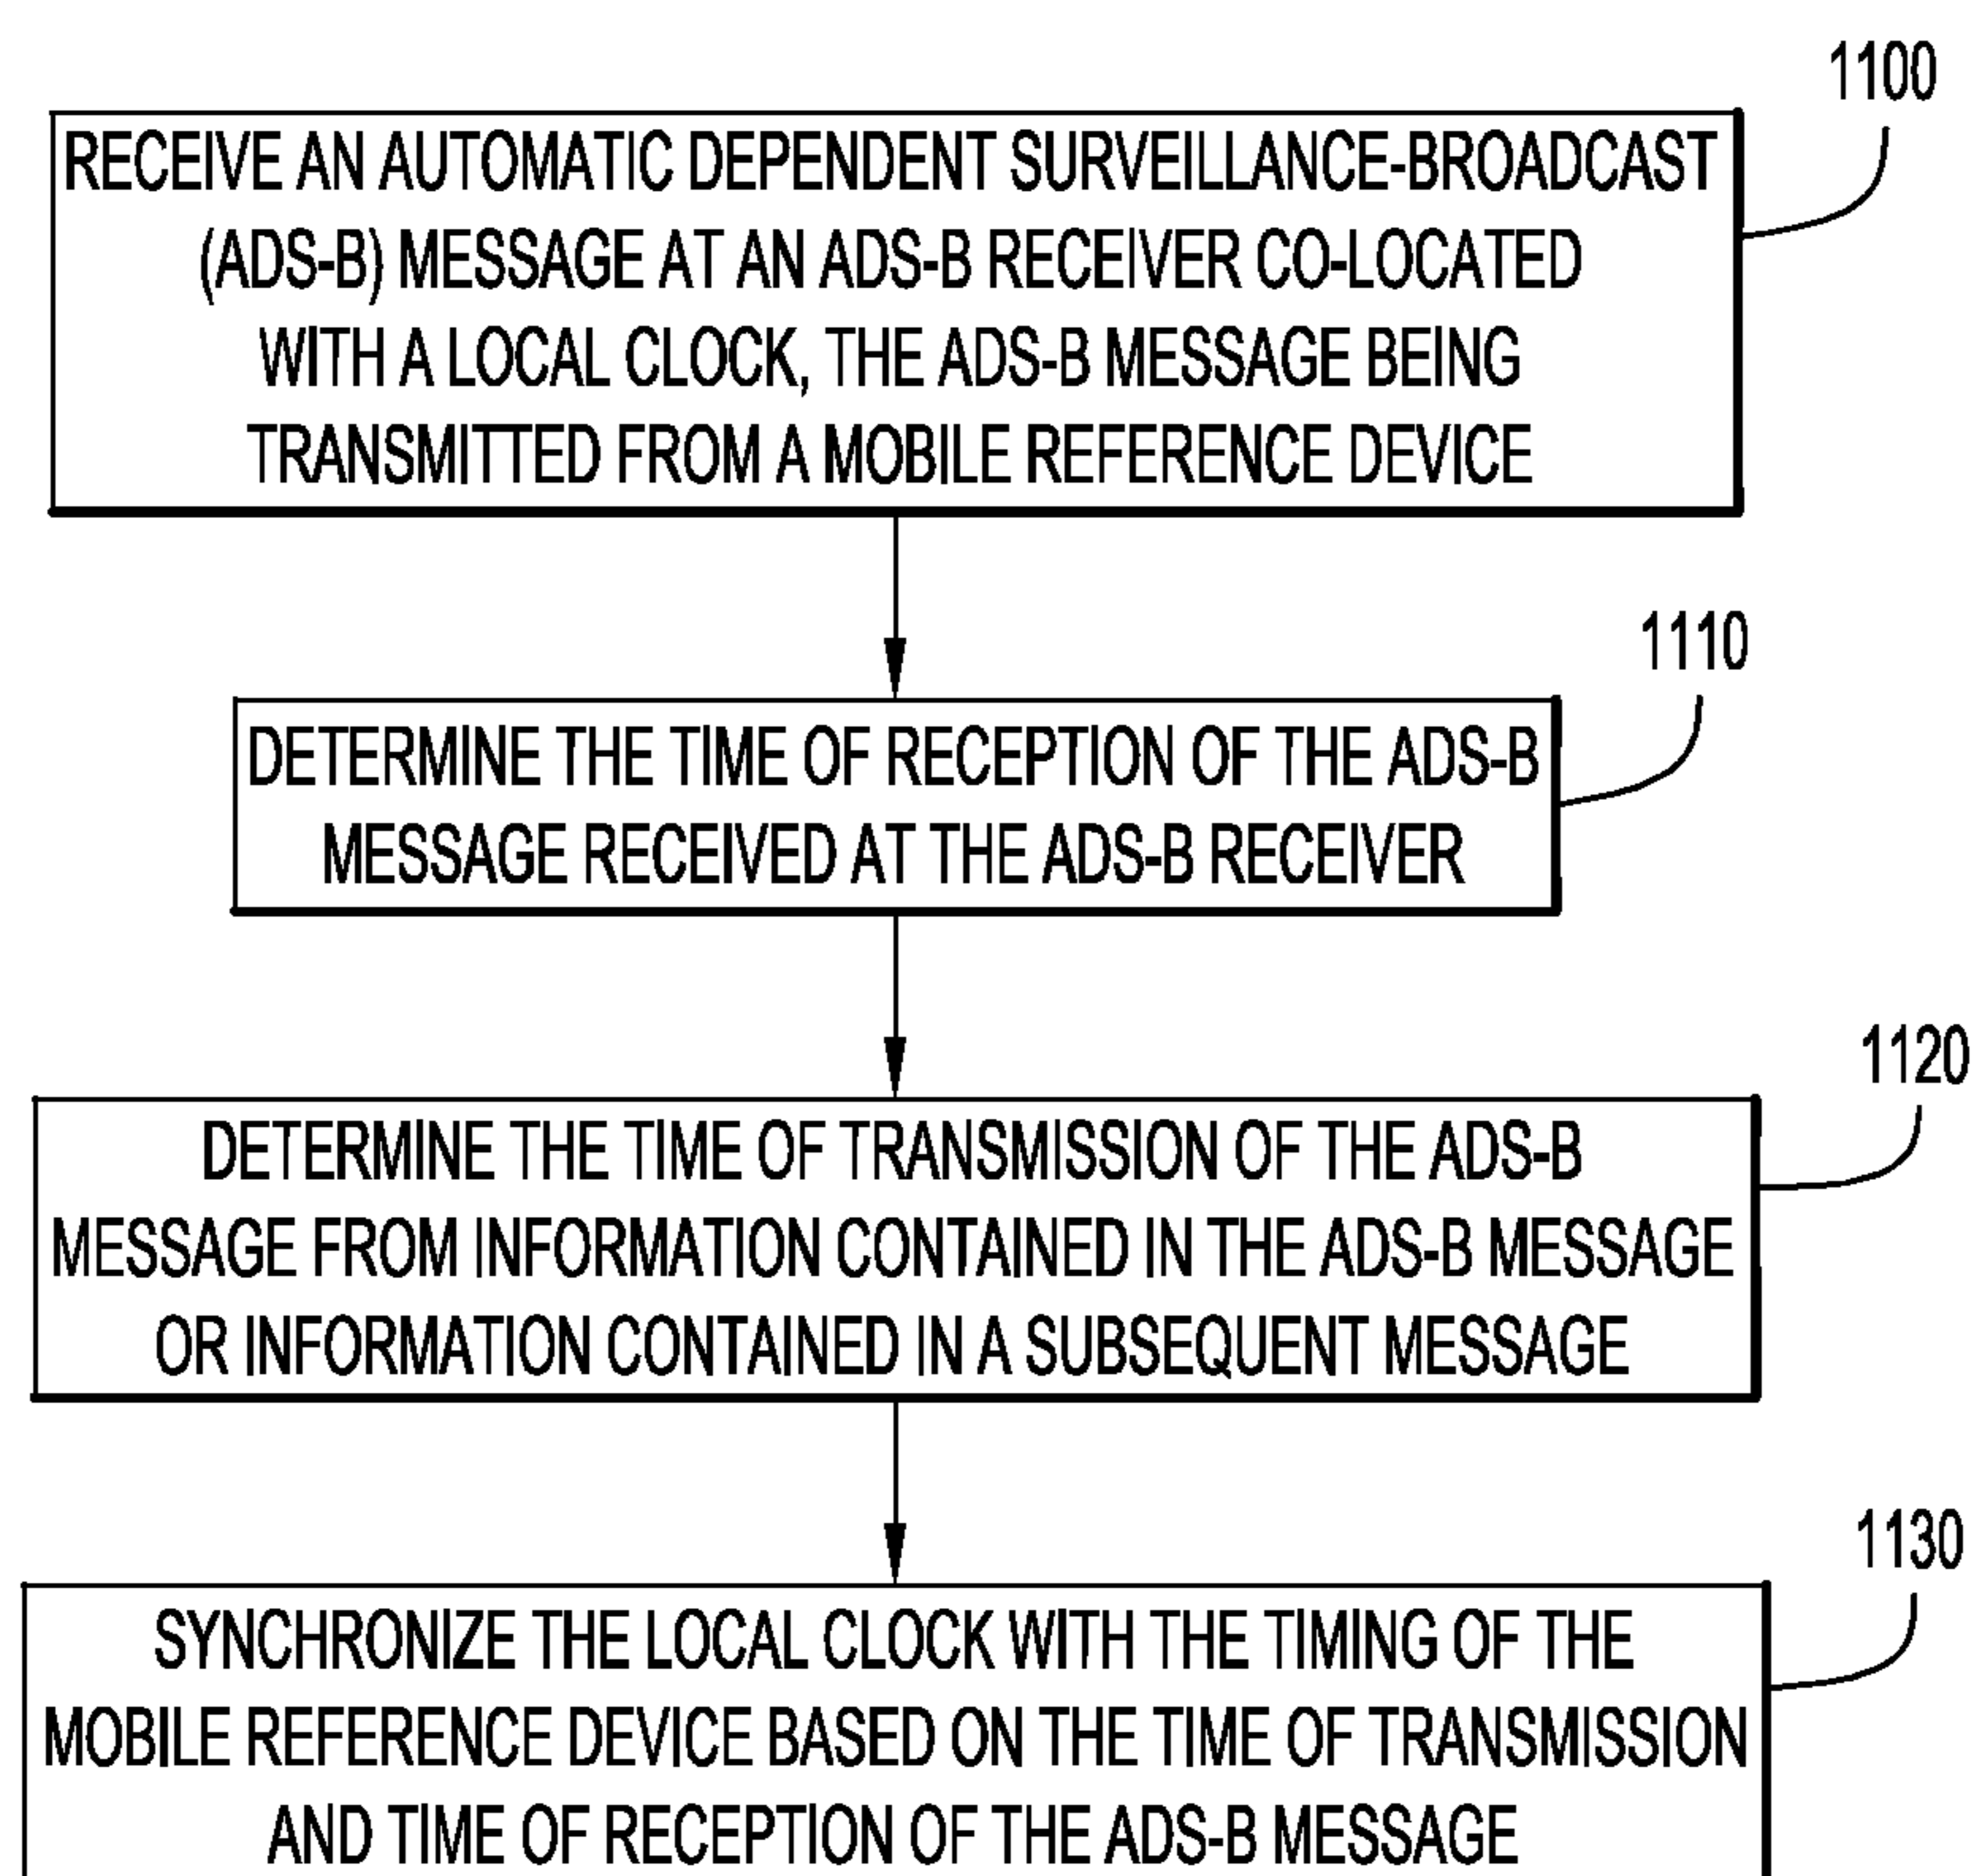 1100
RECEIVE AN AUTOMATIC DEPENDENT SURVEILLANCE-BROADCAST
(ADS-B) MESSAGE AT AN ADS-B RECEIVER CO-LOCATED
WITH A LOCAL CLOCK, THE ADS-B MESSAGE BEING
TRANSMITTED FROM A MOBILE REFERENCE DEVICE
1110
DETERMINE THE TIME OF RECEPTION OF THE ADS-B
MESSAGE RECEIVED AT THE ADS-B RECEIVER
1120
DETERMINE THE TIME OF TRANSMISSION OF THE ADS-B
MESSAGE FROM INFORMATION CONTAINED IN THE ADS-B MESSAGE
OR INFORMATION CONTAINED IN A SUBSEQUENT MESSAGE
1130
SYNCHRONIZE THE LOCAL CLOCK WITH THE TIMING OF THE
MOBILE REFERENCE DEVICE BASED ON THE TIME OF TRANSMISSION
AND TIME OF RECEPTION OF THE ADS-B MESSAGE